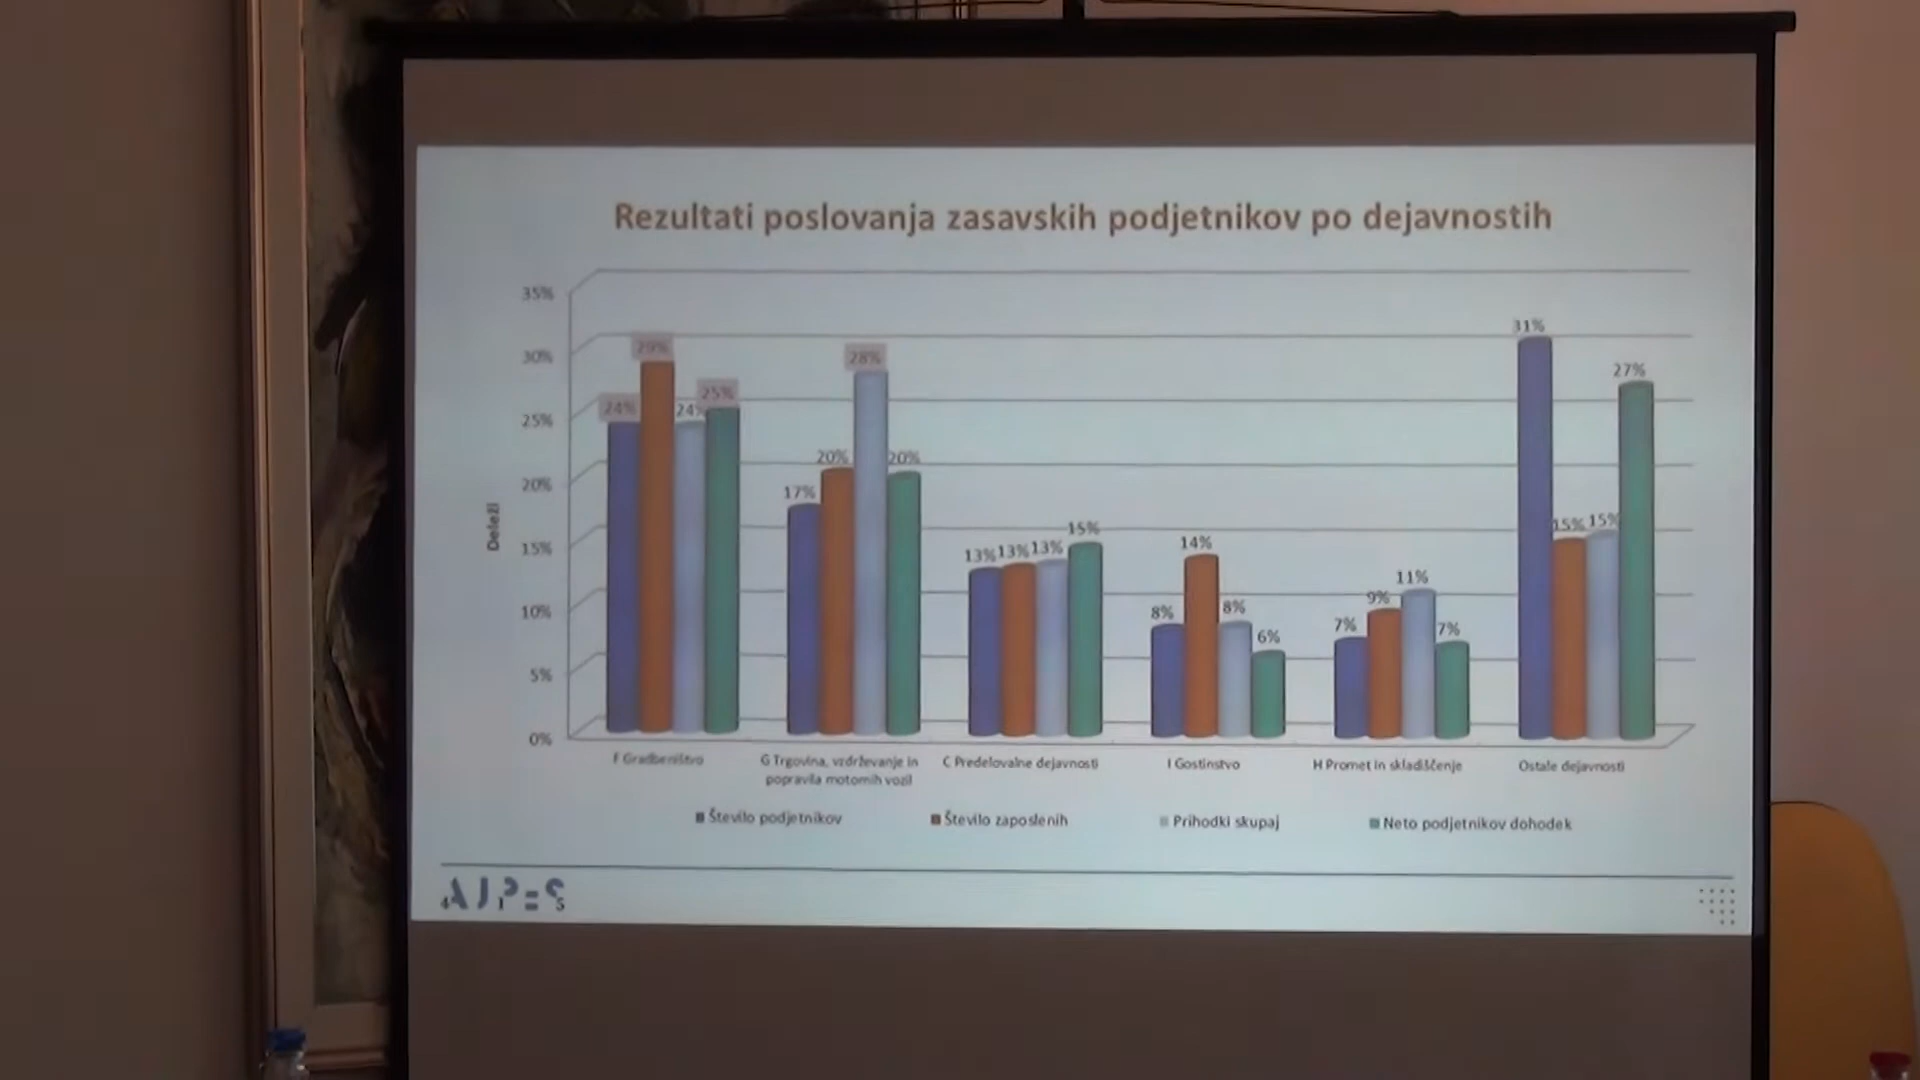 Rezultati poslovanja zasavskih podjetnikov po dejavnostih
35%
30%
25%
20%
15%
10%
5%
0%
Deleži
24% 29% 24% 25%
17% 20% 28% 20%
13% 13% 13% 15%
8% 14% 8% 6%
7% 9% 11% 7%
31% 15% 15% 27%
F Gradbeništvo
G Trgovina, vzdrževanje in
popravila motornih vozil
C Predelovalne dejavnosti
I Gostinstvo
H Promet in skladiščenje
Ostale dejavnosti
Število podjetnikov
Število zaposlenih
Prihodki skupaj
Neto podjetnikov dohodek
AJPES